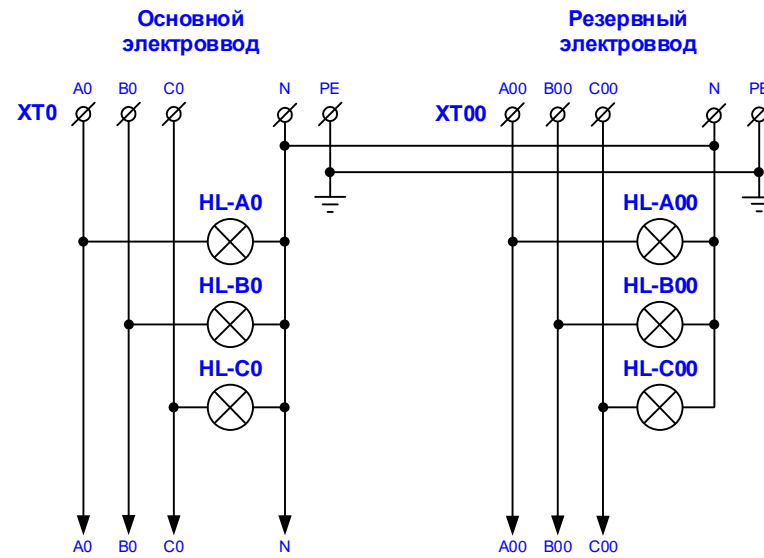 Основной
электроввод
Резервный
электроввод
A0 B0 C0 N PE
A00 B00 C00 N PE
XT0
XT00
HL-A0
HL-A00
HL-B0
HL-B00
HL-C0
HL-C00
A0 B0 C0 N
A00 B00 C00